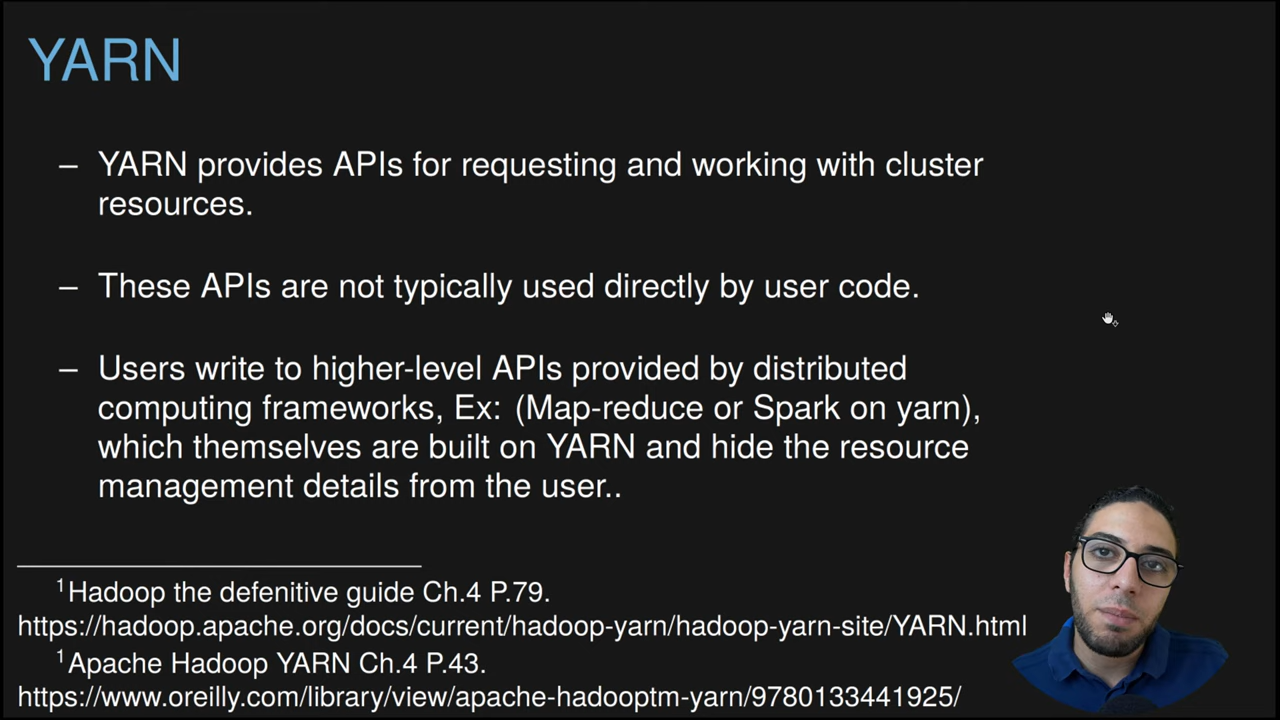 YARN
– YARN provides APIs for requesting and working with cluster
resources.
– These APIs are not typically used directly by user code.
– Users write to higher-level APIs provided by distributed
computing frameworks, Ex: (Map-reduce or Spark on yarn),
which themselves are built on YARN and hide the resource
management details from the user..
¹Hadoop the defenitive guide Ch.4 P.79.
https://hadoop.apache.org/docs/current/hadoop-yarn/hadoop-yarn-site/YARN.html
¹Apache Hadoop YARN Ch.4 P.43.
https://www.oreilly.com/library/view/apache-hadooptm-yarn/9780133441925/